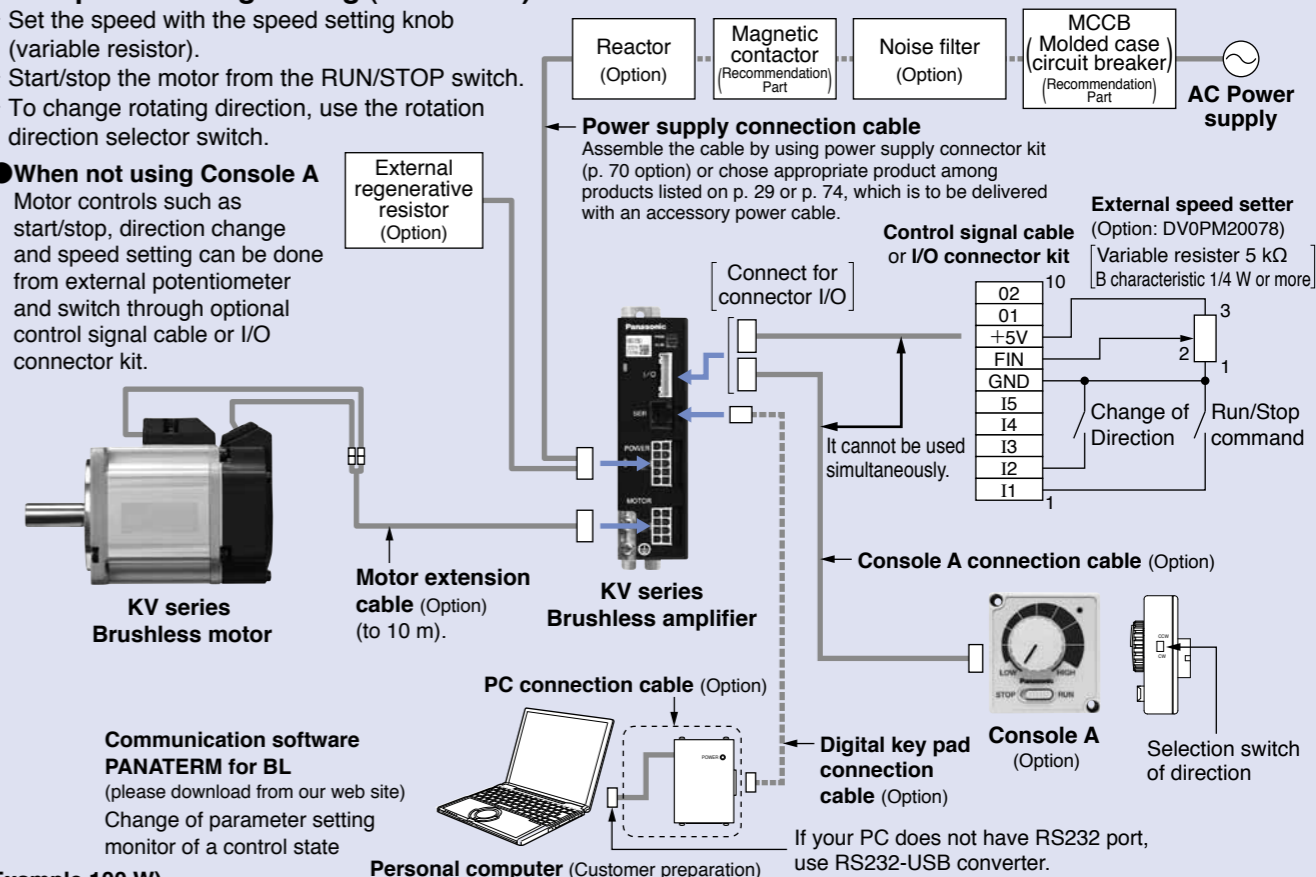 Set the speed with the speed setting knob
(variable resistor).
Start/stop the motor from the RUN/STOP switch.
To change rotating direction, use the rotation
direction selector switch.
●When not using Console A
Motor controls such as
start/stop, direction change
and speed setting can be done
from external potentiometer
and switch through optional
control signal cable or I/O
connector kit.
Reactor
(Option)
Magnetic
contactor
(Recommendation
Part)
Noise filter
(Option)
MCCB
(Molded case
circuit breaker)
(Recommendation
Part)
AC Power
supply
Power supply connection cable
Assemble the cable by using power supply connector kit
(p. 70 option) or chose appropriate product among
products listed on p. 29 or p. 74, which is to be delivered
with an accessory power cable.
External
regenerative
resistor
(Option)
External speed setter
(Option: DV0PM20078)
[Variable resister 5 kΩ
B characteristic 1/4 W or more]
Control signal cable
or I/O connector kit
[Connect for
connector I/O]
10
02
01
+5V
FIN
GND
I5
I4
I3
I2
I1
1
3
2
1
Change of
Direction
Run/Stop
command
It cannot be used
simultaneously.
Panasonic
I/O
SER
POWER
MOTOR
KV series
Brushless amplifier
KV series
Brushless motor
Motor extension
cable (Option)
(to 10 m).
Console A connection cable (Option)
LOW
HIGH
Panasonic
STOP
RUN
Console A
(Option)
CCW
CW
Selection switch
of direction
PC connection cable (Option)
POWER
Digital key pad
connection
cable (Option)
Communication software
PANATERM for BL
(please download from our web site)
Change of parameter setting
monitor of a control state
Personal computer (Customer preparation)
If your PC does not have RS232 port,
use RS232-USB converter.